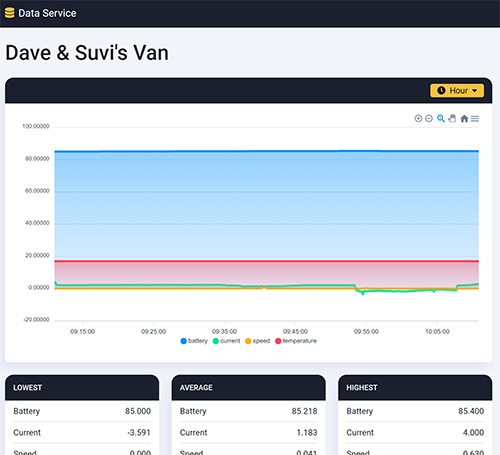 Data Service
Dave & Suvi's Van
Hour
100.00000
80.00000
60.00000
40.00000
20.00000
0.00000
-20.00000
09:15:00 09:25:00 09:35:00 09:45:00 09:55:00 10:05:00
battery current speed temperature
LOWEST AVERAGE HIGHEST
Battery 85.000 Battery 85.218 Battery 85.400
Current -3.591 Current 1.183 Current 4.000
Speed 0.000 Speed 0.041 Speed 0.630